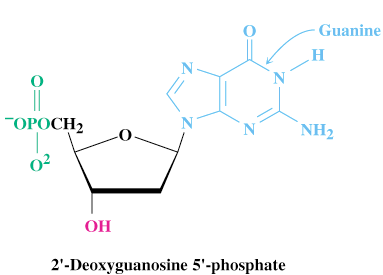 O
Guanine
H
N
N
O
⁻OPOCH₂
O
N
N
NH₂
O²
OH
2'-Deoxyguanosine 5'-phosphate